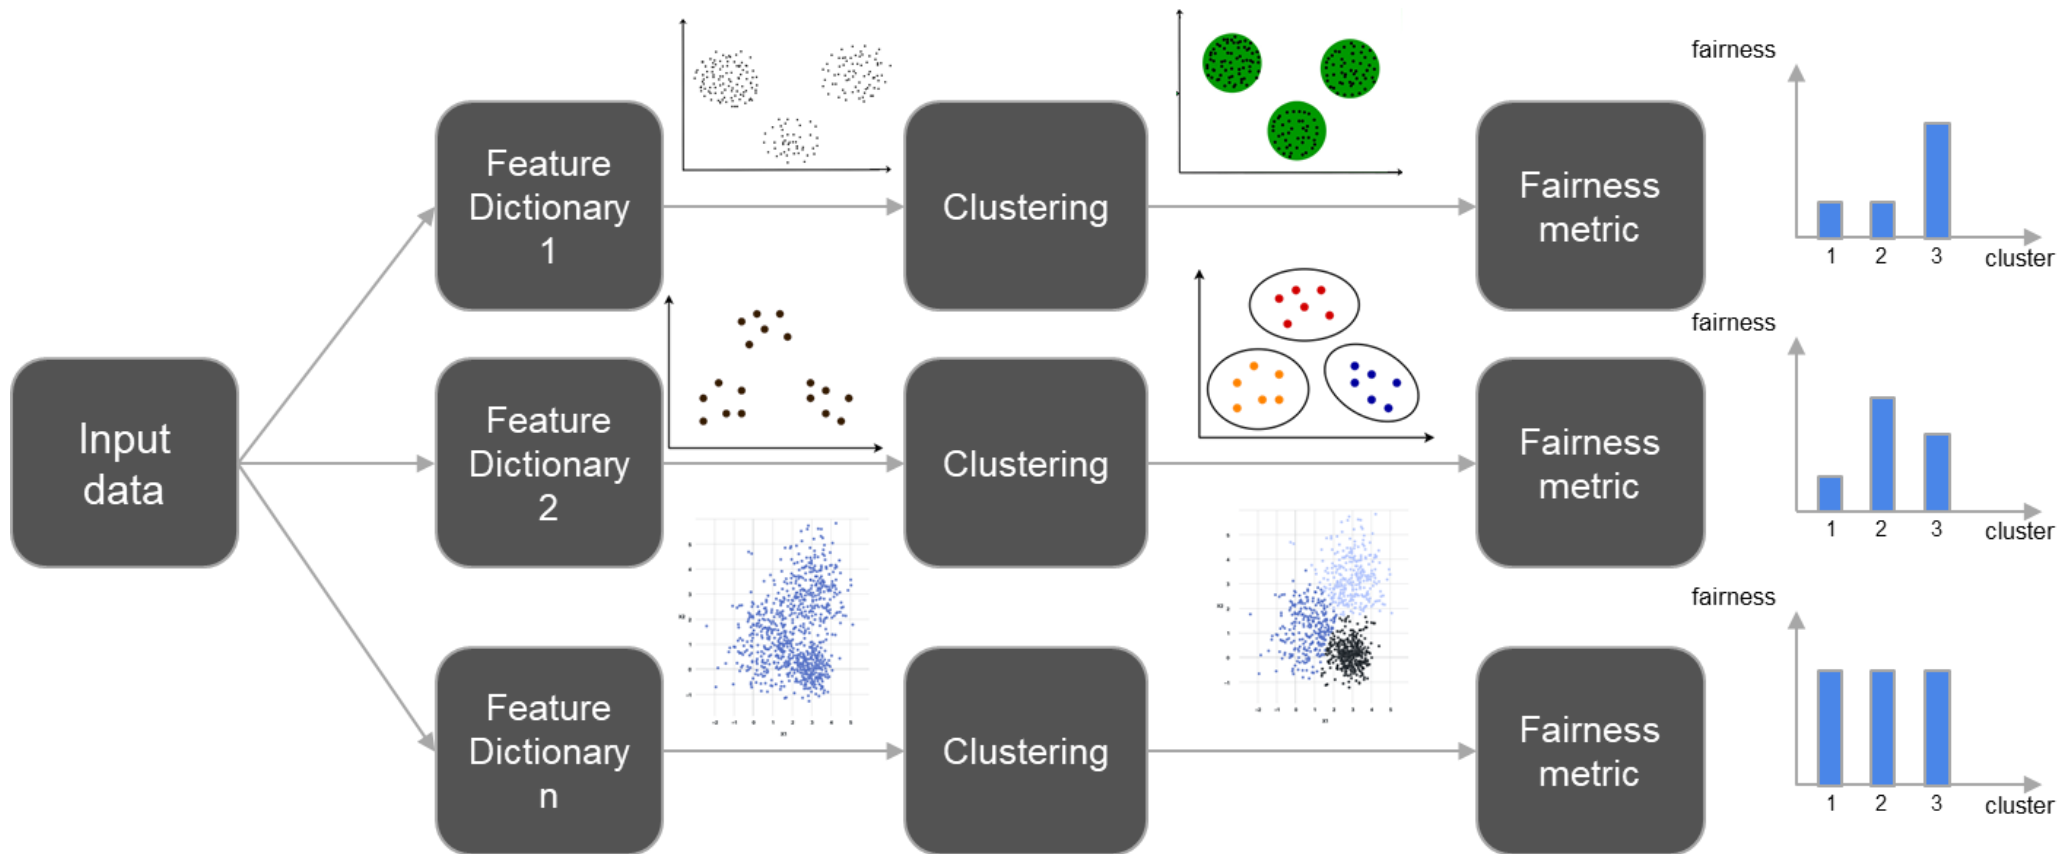 Input
data
Feature
Dictionary
1
Clustering
Fairness
metric
fairness
1 2 3
cluster
Feature
Dictionary
2
Clustering
Fairness
metric
fairness
1 2 3
cluster
Feature
Dictionary
n
Clustering
Fairness
metric
fairness
1 2 3
cluster